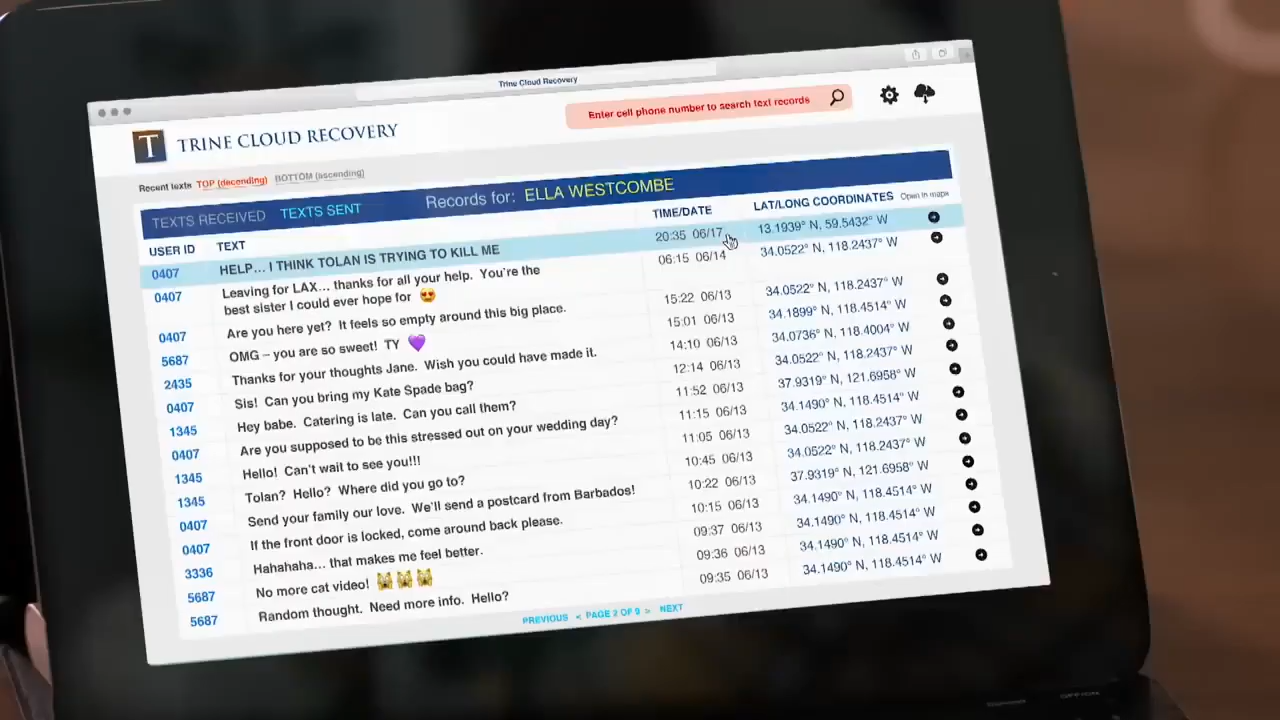 Trine Cloud Recovery
T TRINE CLOUD RECOVERY
Enter cell phone number to search text records
Recent texts TOP (decending) BOTTOM (ascending)
TEXTS RECEIVED TEXTS SENT Records for: ELLA WESTCOMBE
USER ID TEXT TIME/DATE LAT/LONG COORDINATES Open in maps
0407 HELP... I THINK TOLAN IS TRYING TO KILL ME 20:35 06/17 13.1939° N, 59.5432° W
0407 Leaving for LAX... thanks for all your help. You're the 06:15 06/14 34.0522° N, 118.2437° W
best sister I could ever hope for 😍
0407 Are you here yet? It feels so empty around this big place. 15:22 06/13 34.0522° N, 118.2437° W
5687 OMG – you are so sweet! TY 💜 15:01 06/13 34.1899° N, 118.4514° W
2435 Thanks for your thoughts Jane. Wish you could have made it. 14:10 06/13 34.0736° N, 118.4004° W
0407 Sis! Can you bring my Kate Spade bag? 12:14 06/13 34.0522° N, 118.2437° W
1345 Hey babe. Catering is late. Can you call them? 11:52 06/13 37.9319° N, 121.6958° W
0407 Are you supposed to be this stressed out on your wedding day? 11:15 06/13 34.1490° N, 118.4514° W
1345 Hello! Can't wait to see you!!! 11:05 06/13 34.0522° N, 118.2437° W
1345 Tolan? Hello? Where did you go to? 10:45 06/13 34.0522° N, 118.2437° W
0407 Send your family our love. We'll send a postcard from Barbados! 10:22 06/13 37.9319° N, 121.6958° W
0407 If the front door is locked, come around back please. 10:15 06/13 34.1490° N, 118.4514° W
3336 Hahahaha... that makes me feel better. 09:37 06/13 34.1490° N, 118.4514° W
5687 No more cat video! 🙀🙀🙀 09:36 06/13 34.1490° N, 118.4514° W
5687 Random thought. Need more info. Hello? 09:35 06/13 34.1490° N, 118.4514° W
PREVIOUS < PAGE 2 OF 9 > NEXT
OPTION